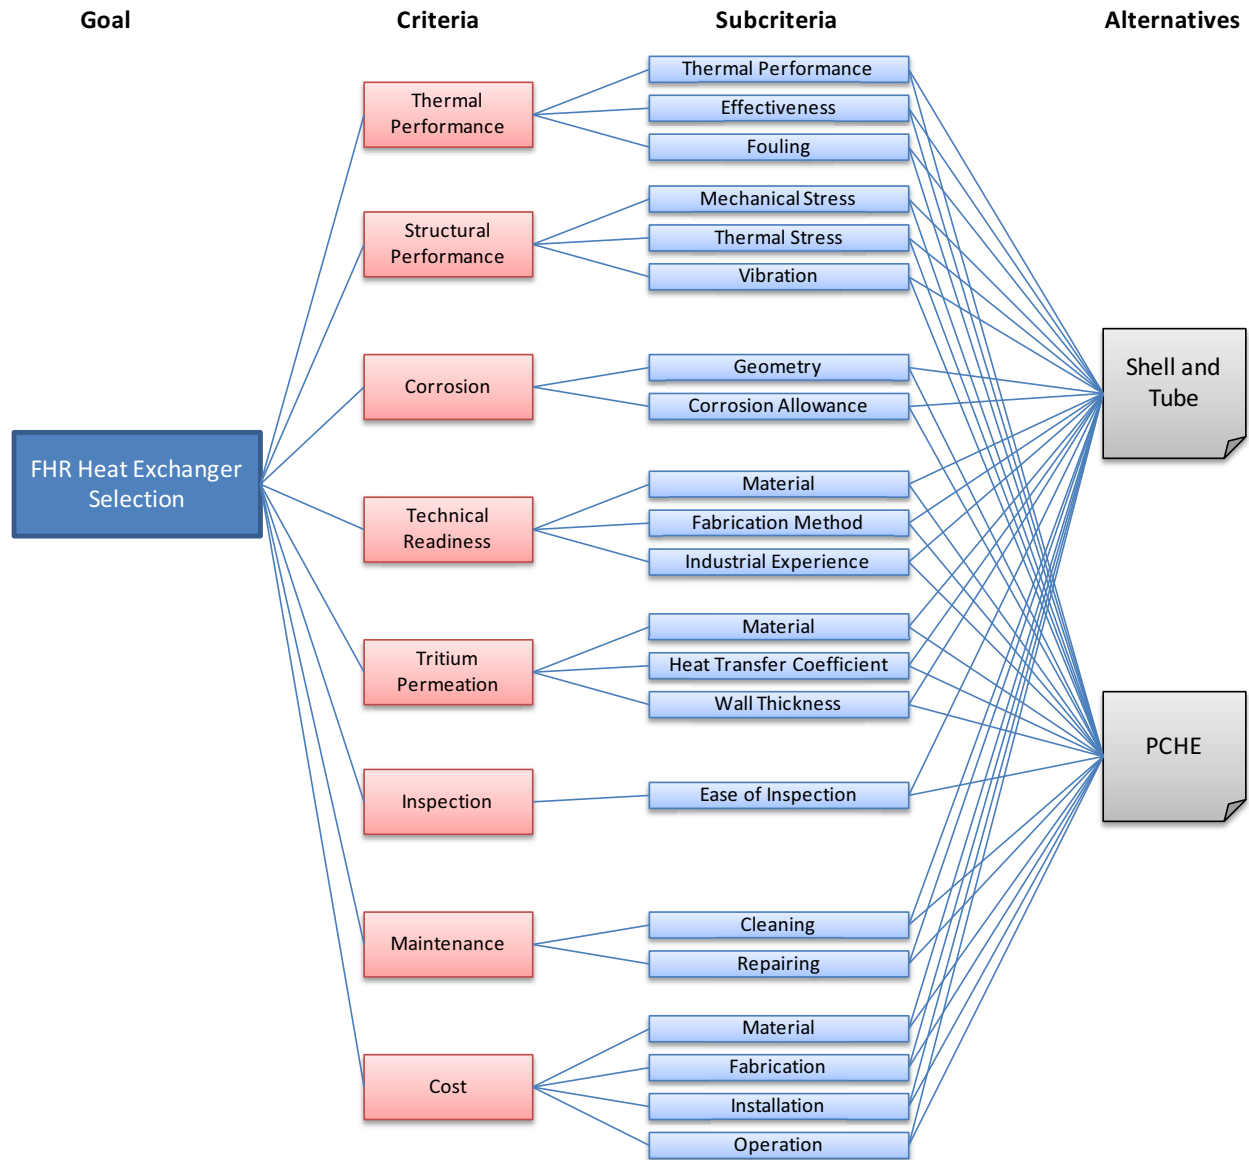 Goal
Criteria
Subcriteria
Alternatives
FHR Heat Exchanger
Selection
Thermal
Performance
Structural
Performance
Corrosion
Technical
Readiness
Tritium
Permeation
Inspection
Maintenance
Cost
Thermal Performance
Effectiveness
Fouling
Mechanical Stress
Thermal Stress
Vibration
Geometry
Corrosion Allowance
Material
Fabrication Method
Industrial Experience
Material
Heat Transfer Coefficient
Wall Thickness
Ease of Inspection
Cleaning
Repairing
Material
Fabrication
Installation
Operation
Shell and
Tube
PCHE